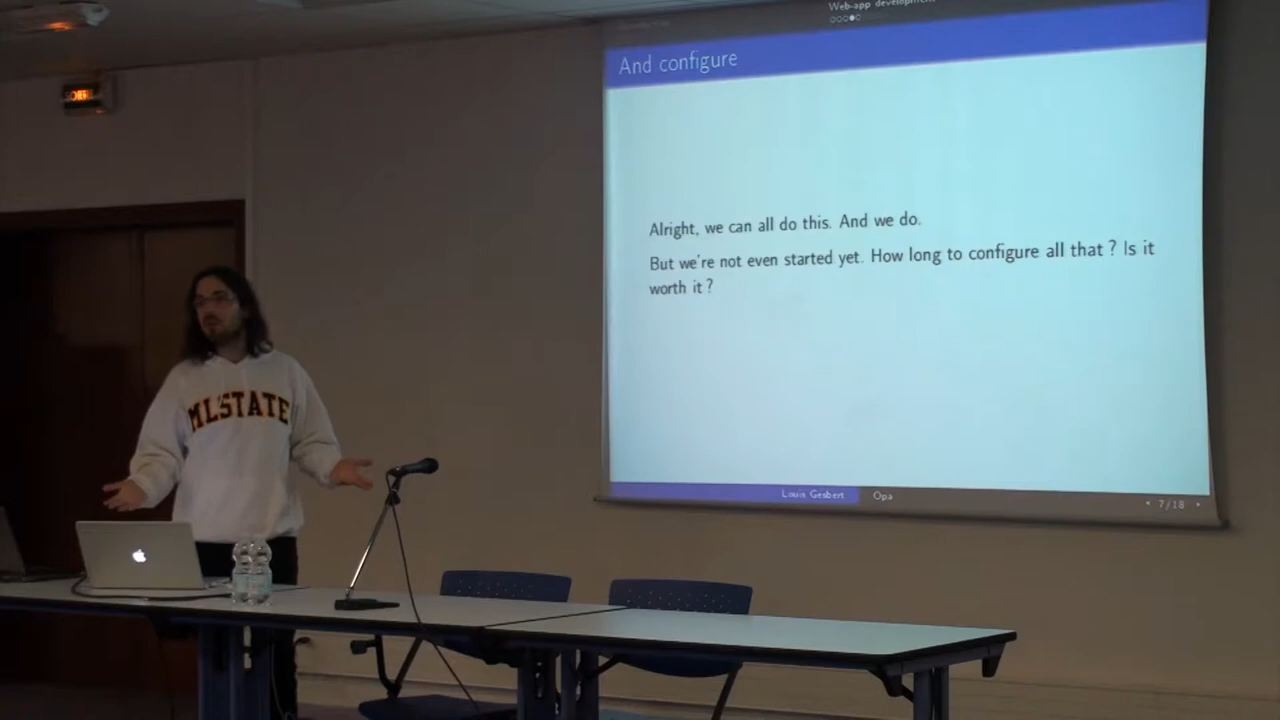 Web-app development
And configure
SORTIE
Alright, we can all do this. And we do.
But we're not even started yet. How long to configure all that ? Is it
worth it ?
MLSTATE
Louis Gesbert
Opa
7/18